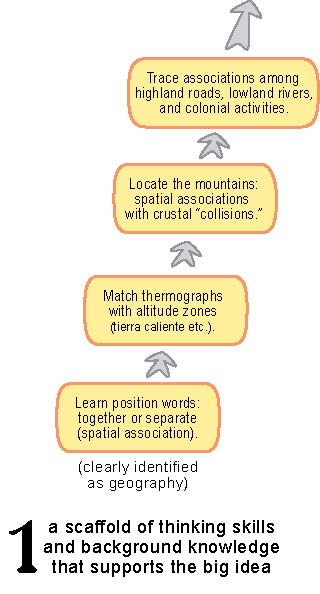 Trace associations among
highland roads, lowland rivers,
and colonial activities.
Locate the mountains:
spatial associations
with crustal “collisions.”
Match thermographs
with altitude zones
(tierra caliente etc.).
Learn position words:
together or separate
(spatial association).
(clearly identified
as geography)
1 a scaffold of thinking skills
and background knowledge
that supports the big idea